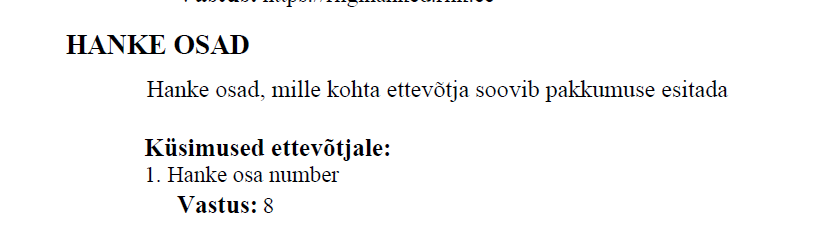 HANKE OSAD
Hanke osad, mille kohta ettevõtja soovib pakkumuse esitada
Küsimused ettevõtjale:
1. Hanke osa number
Vastus: 8